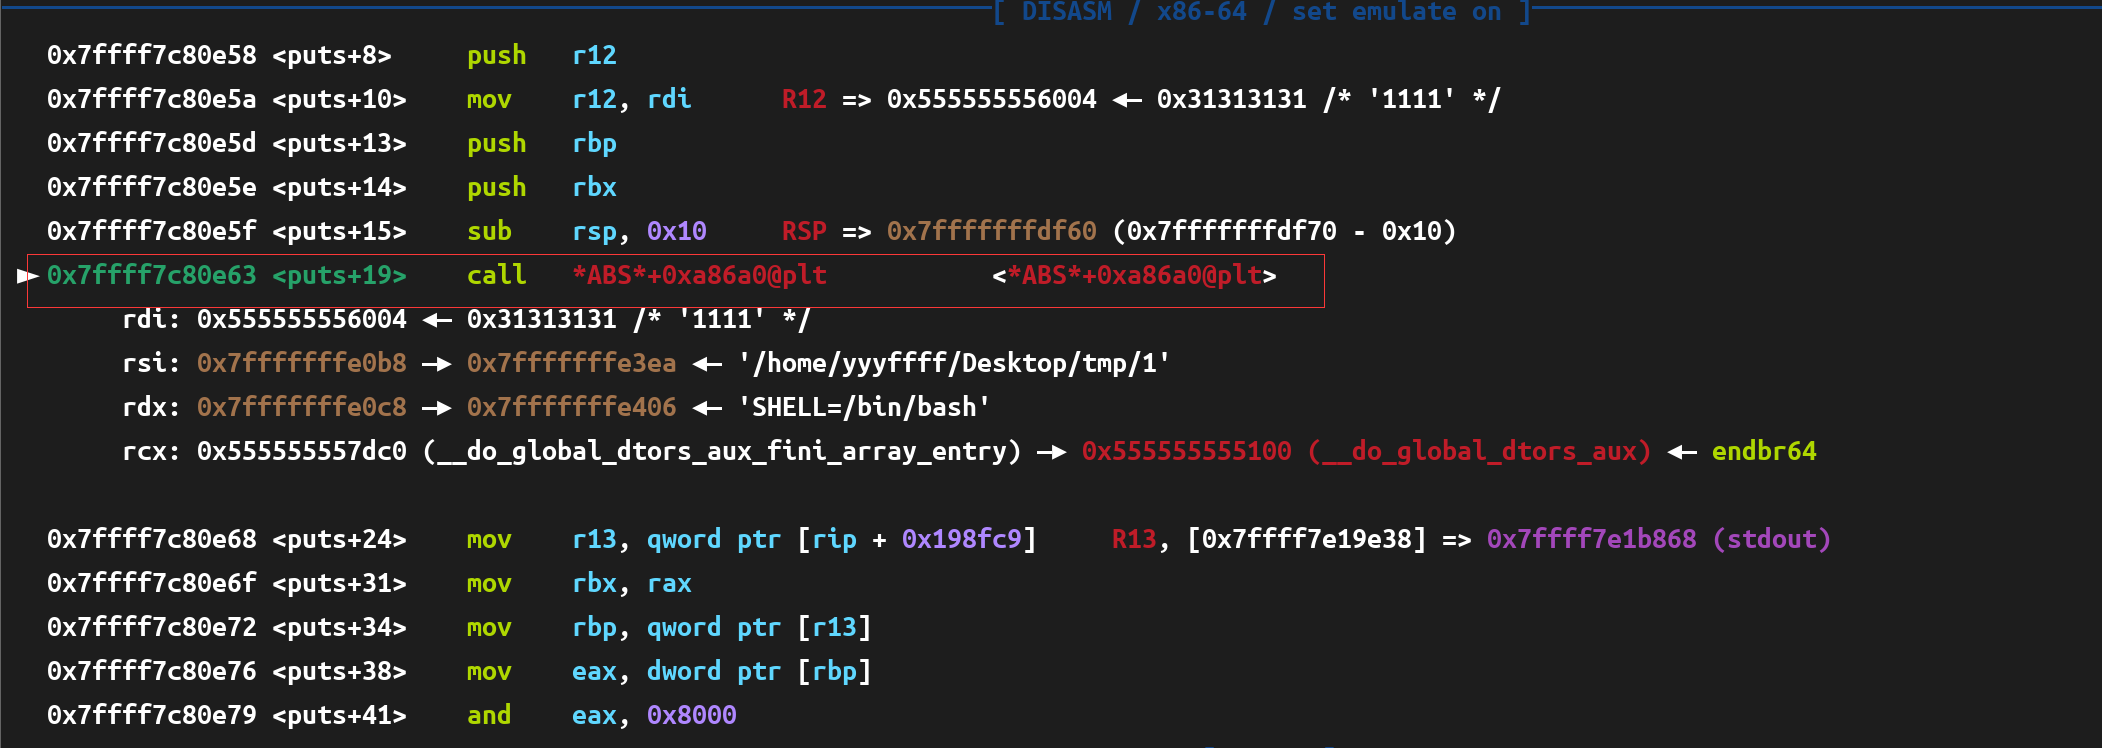 [ DISASM / x86-64 / set emulate on ]
0x7ffff7c80e58 <puts+8> push r12
0x7ffff7c80e5a <puts+10> mov r12, rdi R12 => 0x555555556004 ← 0x31313131 /* '1111' */
0x7ffff7c80e5d <puts+13> push rbp
0x7ffff7c80e5e <puts+14> push rbx
0x7ffff7c80e5f <puts+15> sub rsp, 0x10 RSP => 0x7fffffffdf60 (0x7fffffffdf70 - 0x10)
► 0x7ffff7c80e63 <puts+19> call *ABS*+0xa86a0@plt <*ABS*+0xa86a0@plt>
rdi: 0x555555556004 ← 0x31313131 /* '1111' */
rsi: 0x7fffffffe0b8 → 0x7fffffffe3ea ← '/home/yyyffff/Desktop/tmp/1'
rdx: 0x7fffffffe0c8 → 0x7fffffffe406 ← 'SHELL=/bin/bash'
rcx: 0x555555557dc0 (__do_global_dtors_aux_fini_array_entry) → 0x555555555100 (__do_global_dtors_aux) ← endbr64
0x7ffff7c80e68 <puts+24> mov r13, qword ptr [rip + 0x198fc9] R13, [0x7ffff7e19e38] => 0x7ffff7e1b868 (stdout)
0x7ffff7c80e6f <puts+31> mov rbx, rax
0x7ffff7c80e72 <puts+34> mov rbp, qword ptr [r13]
0x7ffff7c80e76 <puts+38> mov eax, dword ptr [rbp]
0x7ffff7c80e79 <puts+41> and eax, 0x8000